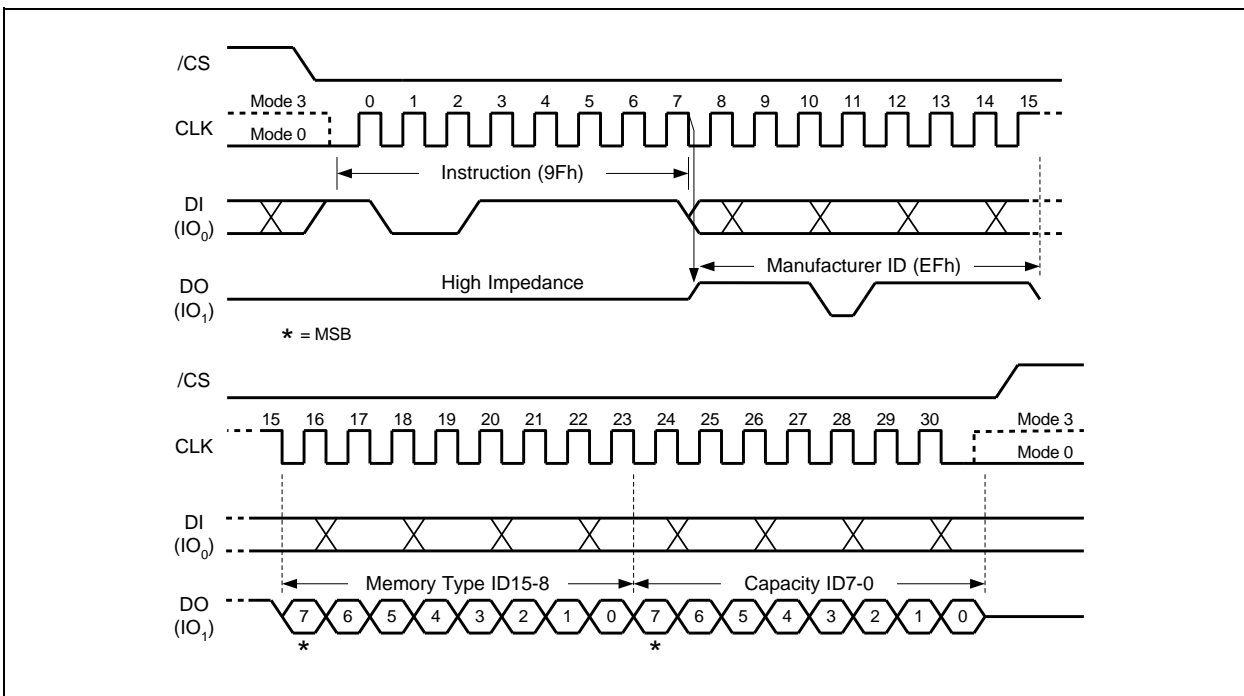 /CS
Mode 3 0 1 2 3 4 5 6 7 8 9 10 11 12 13 14 15
CLK
Mode 0
Instruction (9Fh)
DI
(IO0)
Manufacturer ID (EFh)
DO High Impedance
(IO1)
* = MSB
/CS
15 16 17 18 19 20 21 22 23 24 25 26 27 28 29 30 Mode 3
CLK
Mode 0
DI
(IO0)
Memory Type ID15-8 Capacity ID7-0
DO 7 6 5 4 3 2 1 0 7 6 5 4 3 2 1 0
(IO1)
* *